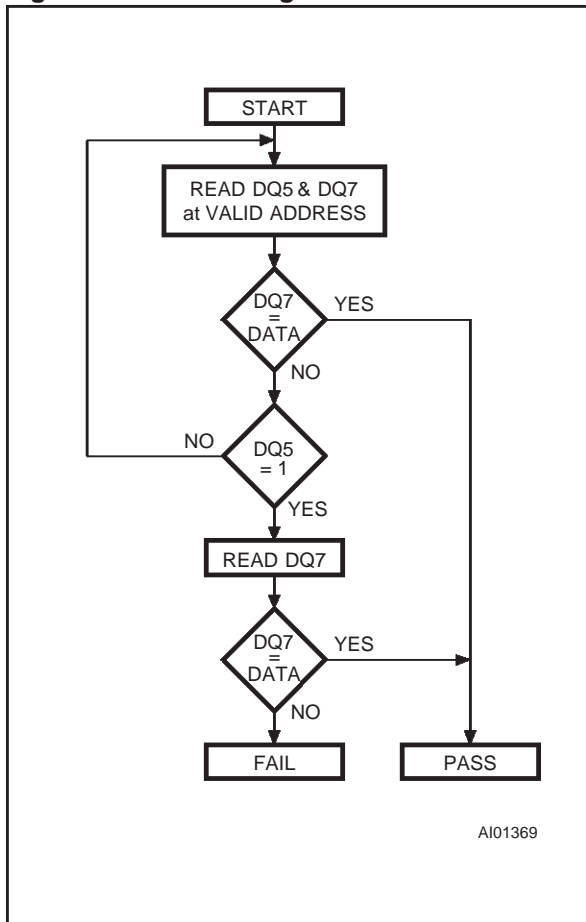 START
READ DQ5 & DQ7
at VALID ADDRESS
DQ7
=
DATA
YES
NO
NO
DQ5
= 1
YES
READ DQ7
DQ7
=
DATA
YES
NO
FAIL
PASS
AI01369